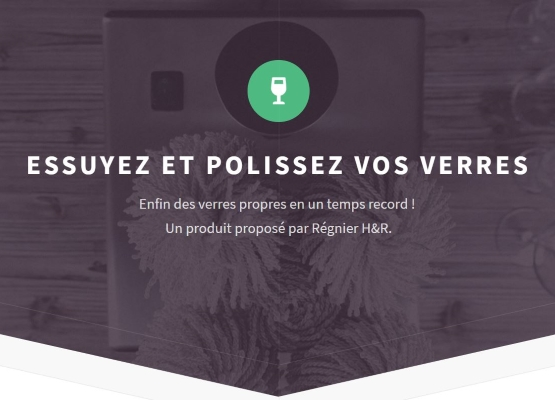 ESSUYEZ ET POLISSEZ VOS VERRES
Enfin des verres propres en un temps record !
Un produit proposé par Régnier H&R.